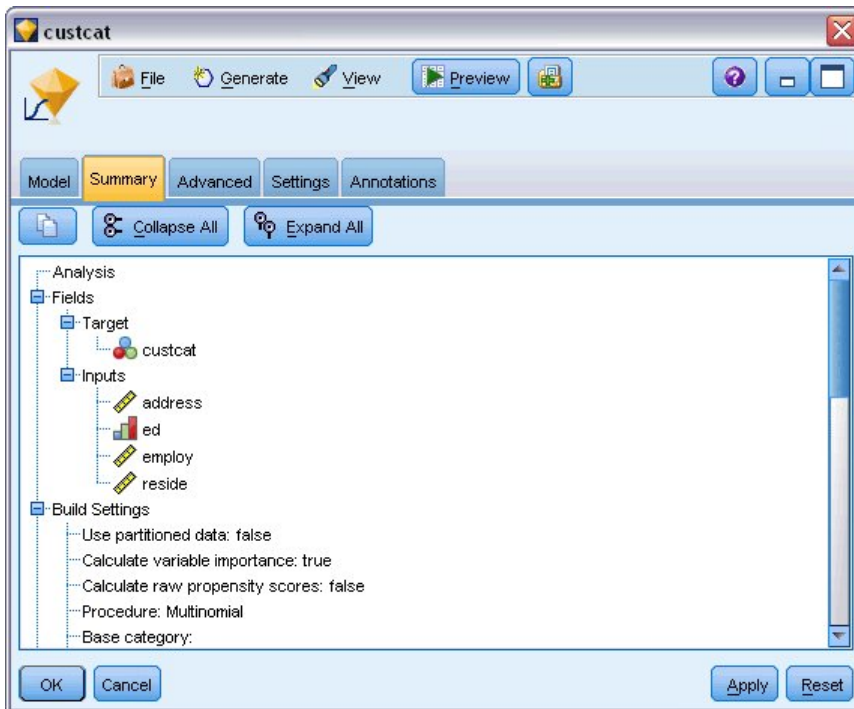 custcat
File Generate View Preview
Model Summary Advanced Settings Annotations
Collapse All Expand All
Analysis
Fields
Target
custcat
Inputs
address
ed
employ
reside
Build Settings
Use partitioned data: false
Calculate variable importance: true
Calculate raw propensity scores: false
Procedure: Multinomial
Base category:
OK Cancel Apply Reset